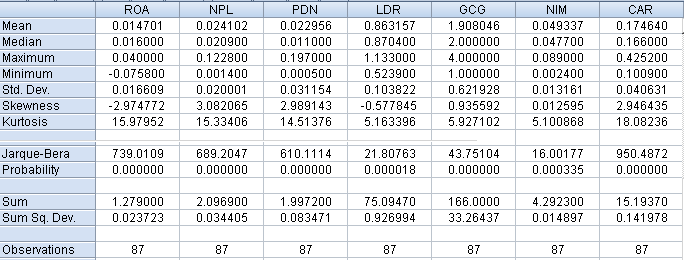 ROA NPL PDN LDR GCG NIM CAR
Mean 0.014701 0.024102 0.022956 0.863157 1.908046 0.049337 0.174640
Median 0.016000 0.020900 0.011000 0.870400 2.000000 0.047700 0.166000
Maximum 0.040000 0.122800 0.197000 1.133000 4.000000 0.089000 0.425200
Minimum -0.075800 0.001400 0.000500 0.523900 1.000000 0.002400 0.100900
Std. Dev. 0.016609 0.020001 0.031154 0.103822 0.621928 0.013161 0.040631
Skewness -2.974772 3.082065 2.989143 -0.577845 0.935592 0.012595 2.946435
Kurtosis 15.97952 15.33406 14.51376 5.163396 5.927102 5.100868 18.08236
Jarque-Bera 739.0109 689.2047 610.1114 21.80763 43.75104 16.00177 950.4872
Probability 0.000000 0.000000 0.000000 0.000018 0.000000 0.000335 0.000000
Sum 1.279000 2.096900 1.997200 75.09470 166.0000 4.292300 15.19370
Sum Sq. Dev. 0.023723 0.034405 0.083471 0.926994 33.26437 0.014897 0.141978
Observations 87 87 87 87 87 87 87